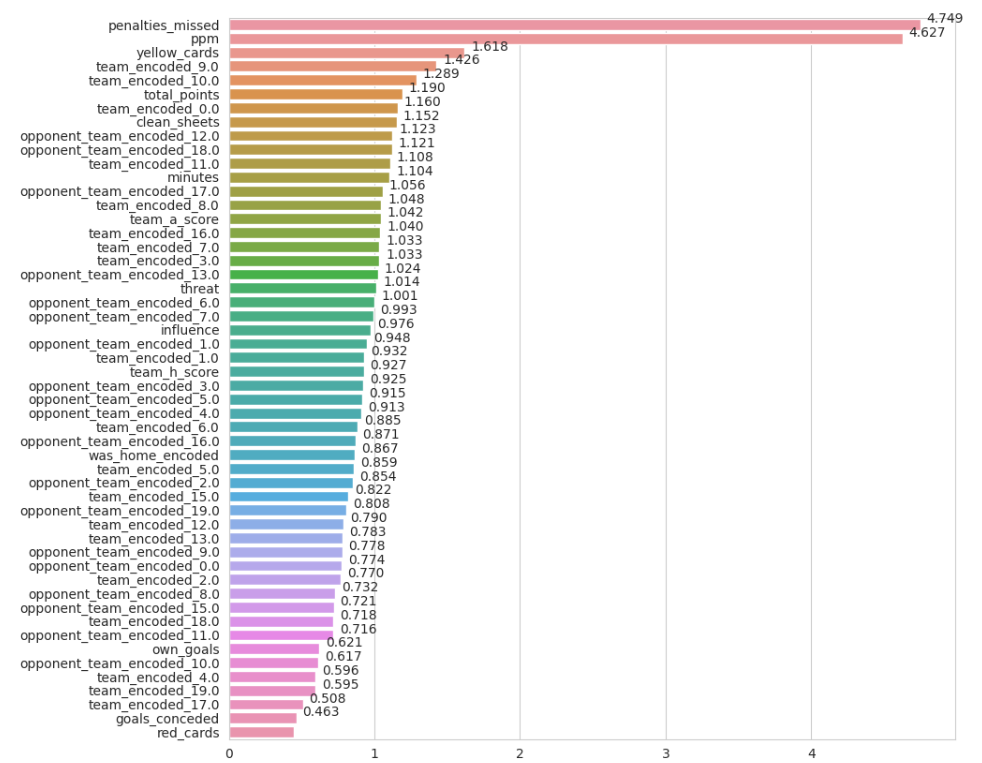 penalties_missed 4.749
ppm 4.627
yellow_cards 1.618
team_encoded_9.0 1.426
team_encoded_10.0 1.289
total_points 1.190
team_encoded_0.0 1.160
clean_sheets 1.152
opponent_team_encoded_12.0 1.123
opponent_team_encoded_18.0 1.121
team_encoded_11.0 1.108
minutes 1.104
opponent_team_encoded_17.0 1.056
team_encoded_8.0 1.048
team_a_score 1.042
team_encoded_16.0 1.040
team_encoded_7.0 1.033
team_encoded_3.0 1.033
opponent_team_encoded_13.0 1.024
threat 1.014
opponent_team_encoded_6.0 1.001
opponent_team_encoded_7.0 0.993
influence 0.976
opponent_team_encoded_1.0 0.948
team_encoded_1.0 0.932
team_h_score 0.927
opponent_team_encoded_3.0 0.925
opponent_team_encoded_5.0 0.915
opponent_team_encoded_4.0 0.913
team_encoded_6.0 0.885
opponent_team_encoded_16.0 0.871
was_home_encoded 0.867
team_encoded_5.0 0.859
opponent_team_encoded_2.0 0.854
team_encoded_15.0 0.822
opponent_team_encoded_19.0 0.808
team_encoded_12.0 0.790
team_encoded_13.0 0.783
opponent_team_encoded_9.0 0.778
opponent_team_encoded_0.0 0.774
team_encoded_2.0 0.770
opponent_team_encoded_8.0 0.732
opponent_team_encoded_15.0 0.721
team_encoded_18.0 0.718
opponent_team_encoded_11.0 0.716
own_goals 0.621
opponent_team_encoded_10.0 0.617
team_encoded_4.0 0.596
team_encoded_19.0 0.595
team_encoded_17.0 0.508
goals_conceded 0.463
red_cards
0 1 2 3 4